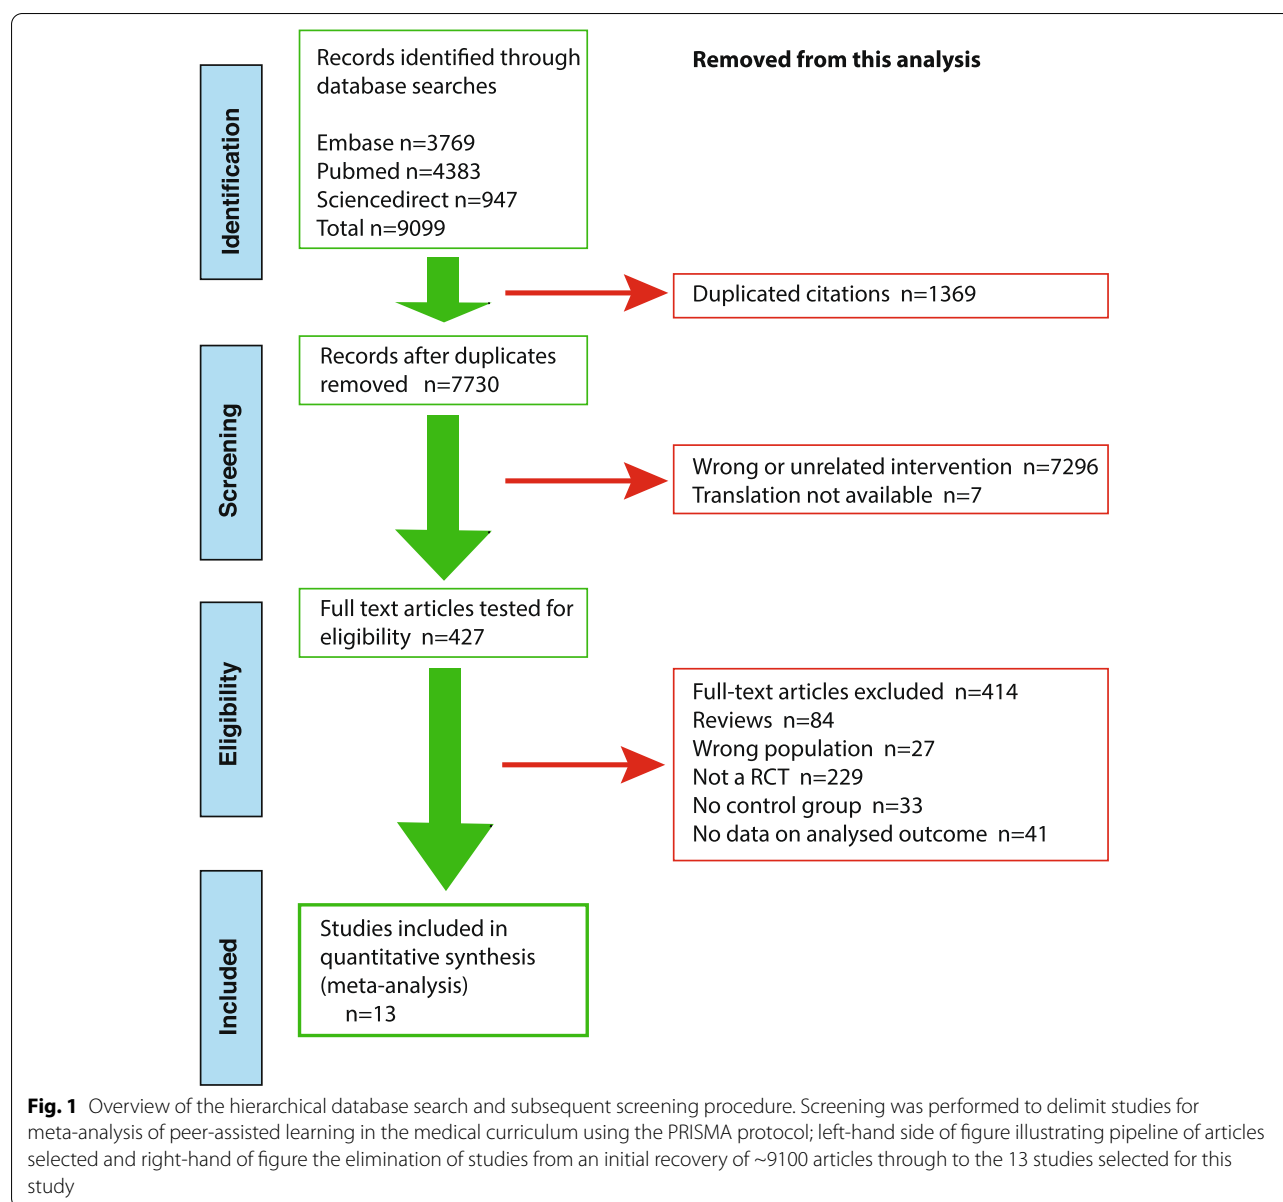 Records identified through
database searches
Embase n=3769
Pubmed n=4383
Sciencedirect n=947
Total n=9099
Removed from this analysis
Identification
Duplicated citations n=1369
Records after duplicates
removed n=7730
Screening
Wrong or unrelated intervention n=7296
Translation not available n=7
Full text articles tested for
eligibility n=427
Eligibility
Full-text articles excluded n=414
Reviews n=84
Wrong population n=27
Not a RCT n=229
No control group n=33
No data on analysed outcome n=41
Included
Studies included in
quantitative synthesis
(meta-analysis)
n=13
Fig. 1 Overview of the hierarchical database search and subsequent screening procedure. Screening was performed to delimit studies for
meta-analysis of peer-assisted learning in the medical curriculum using the PRISMA protocol; left-hand side of figure illustrating pipeline of articles
selected and right-hand of figure the elimination of studies from an initial recovery of ~9100 articles through to the 13 studies selected for this
study